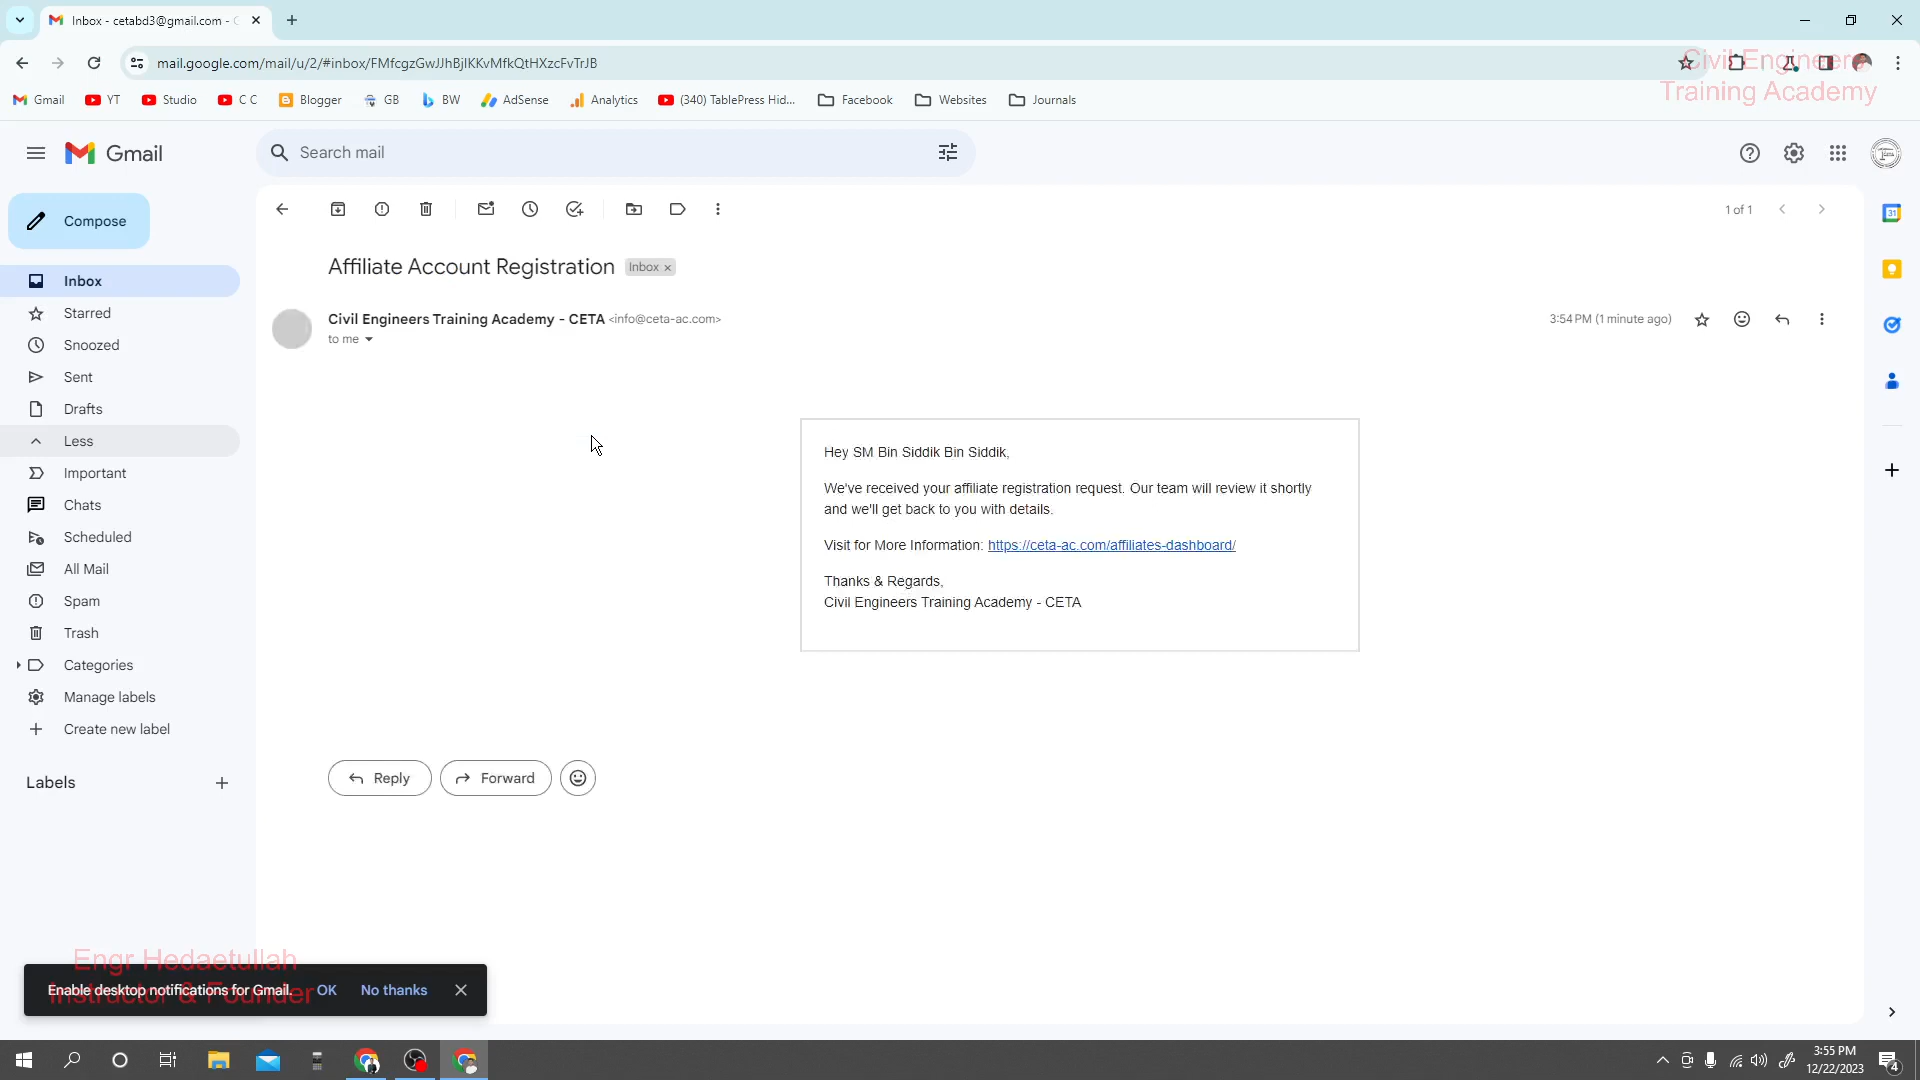 Inbox - cetabd3@gmail.com - C
mail.google.com/mail/u/2/#inbox/FMfcgzGwJJhBjlKKvMfkQtHXzcFvTrJB
Civil Engineers
Training Academy
Gmail
YT
Studio
C C
Blogger
GB
BW
AdSense
Analytics
(340) TablePress Hid...
Facebook
Websites
Journals
Gmail
Search mail
Compose
1 of 1
Affiliate Account Registration
Inbox ×
Inbox
Starred
Snoozed
Sent
Drafts
Less
Important
Chats
Scheduled
All Mail
Spam
Trash
Categories
Manage labels
Create new label
Labels
Civil Engineers Training Academy - CETA <info@ceta-ac.com>
3:54 PM (1 minute ago)
to me
Hey SM Bin Siddik Bin Siddik,
We've received your affiliate registration request. Our team will review it shortly
and we'll get back to you with details.
Visit for More Information: https://ceta-ac.com/affiliates-dashboard/
Thanks & Regards,
Civil Engineers Training Academy - CETA
Reply
Forward
Engr Hedaetullah
Instructor & Founder
Enable desktop notifications for Gmail.
OK
No thanks
3:55 PM
12/22/2023
4
31